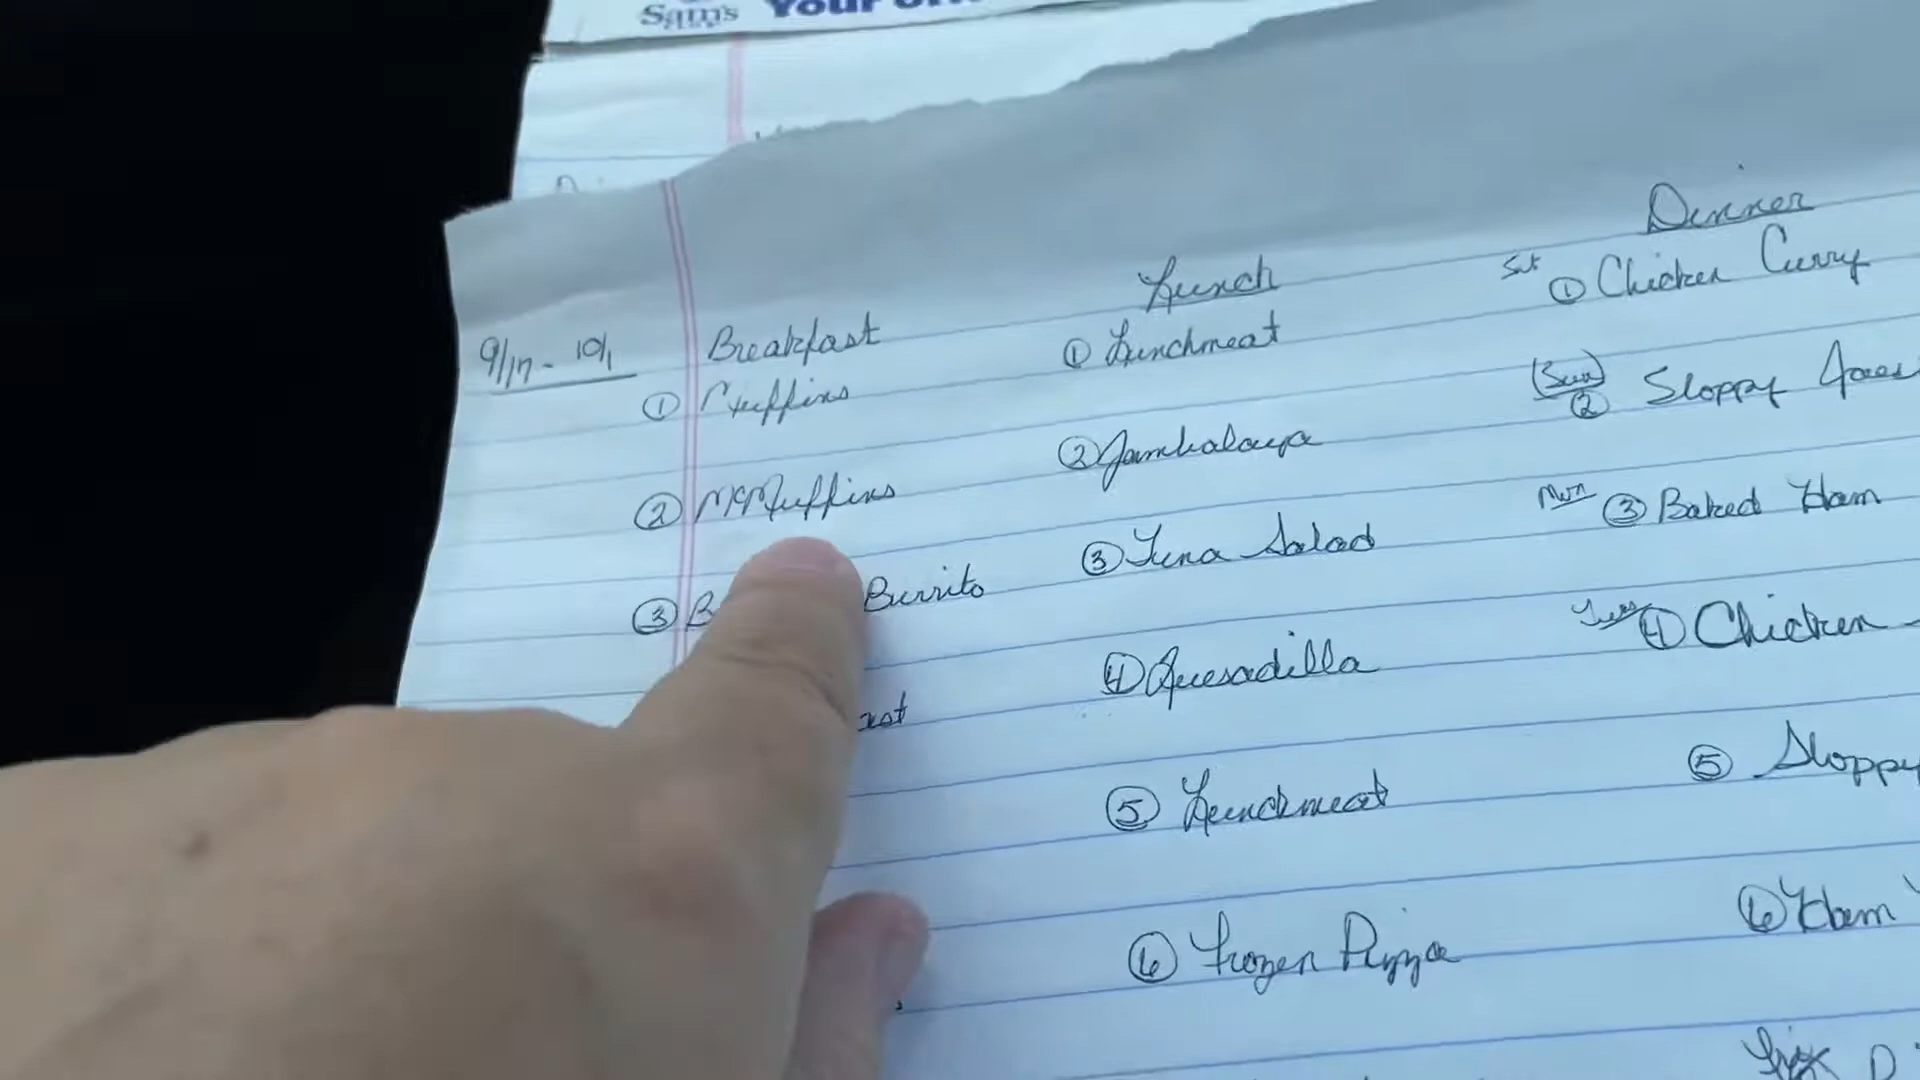 Sam's Your
Dinner
Lunch
Sat ① Chicken Curry
9/17 - 10/1 Breakfast
① Lunchmeat
① Muffins
(Sun) ② Sloppy Joes
② Jambalaya
② McMuffins
Mon ③ Baked Ham
③ Tuna Salad
③ B Burrito
Tues ④ Chicken
④ Quesadilla
⑤ Sloppy
⑤ Lunchmeat
⑥ Ham
⑥ Frozen Pizza